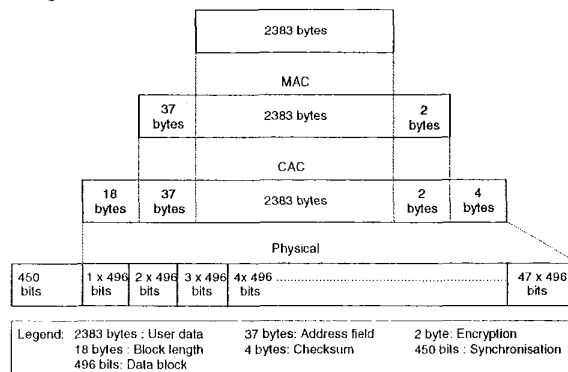 2383 bytes
MAC
37 bytes 2383 bytes 2 bytes
CAC
18 bytes 37 bytes 2383 bytes 2 bytes 4 bytes
Physical
450 bits 1 x 496 bits 2 x 496 bits 3 x 496 bits 4x 496 .......................................................... 47 x 496 bits
Legend: 2383 bytes : User data 37 bytes: Address field 2 byte: Encryption
18 bytes : Block length 4 bytes: Checksum 450 bits : Synchronisation
496 bits: Data block